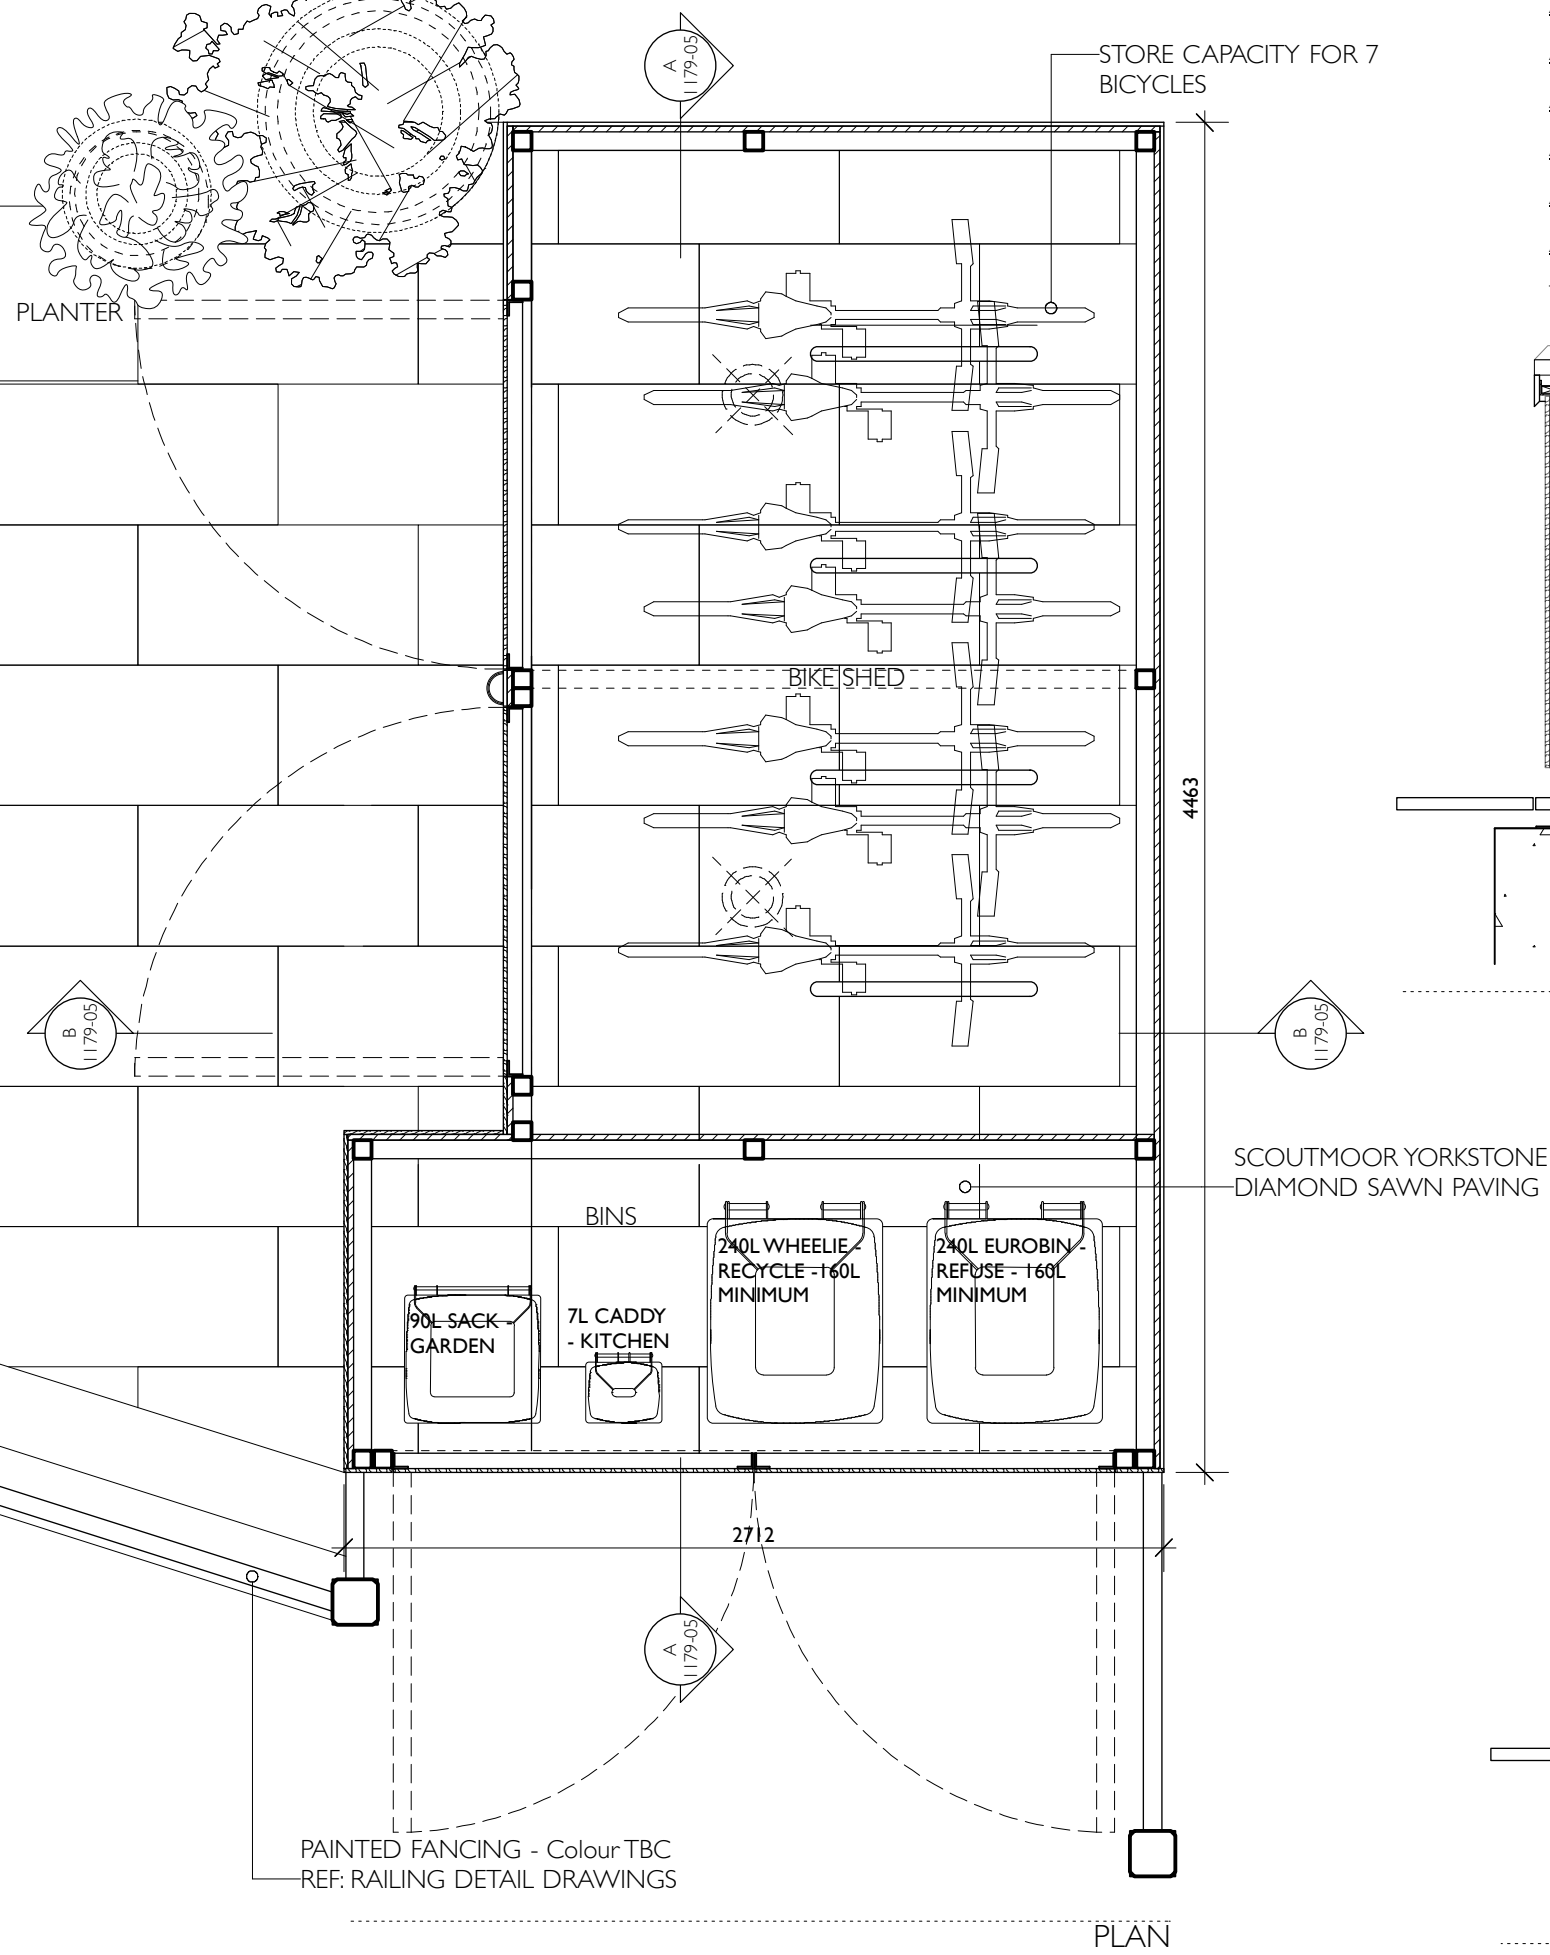 A
1179-05
STORE CAPACITY FOR 7
BICYCLES
PLANTER
BIKE SHED
4463
B
1179-05
B
1179-05
SCOUTMOOR YORKSTONE
DIAMOND SAWN PAVING
BINS
240L WHEELIE -
RECYCLE -160L
MINIMUM
240L EUROBIN -
REFUSE - 160L
MINIMUM
90L SACK -
GARDEN
7L CADDY
- KITCHEN
2712
A
1179-05
PAINTED FANCING - Colour TBC
REF: RAILING DETAIL DRAWINGS
PLAN